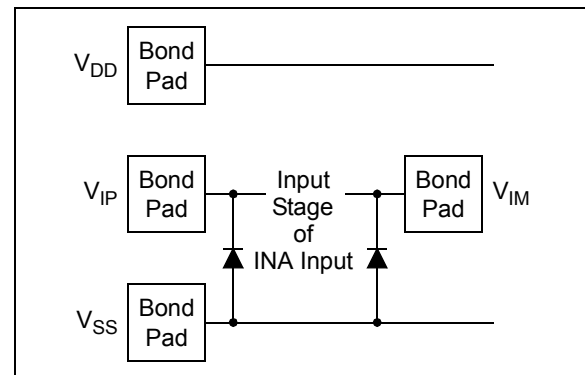 V_DD Bond Pad
V_IP Bond Pad
Input Stage of INA Input
Bond Pad V_IM
V_SS Bond Pad